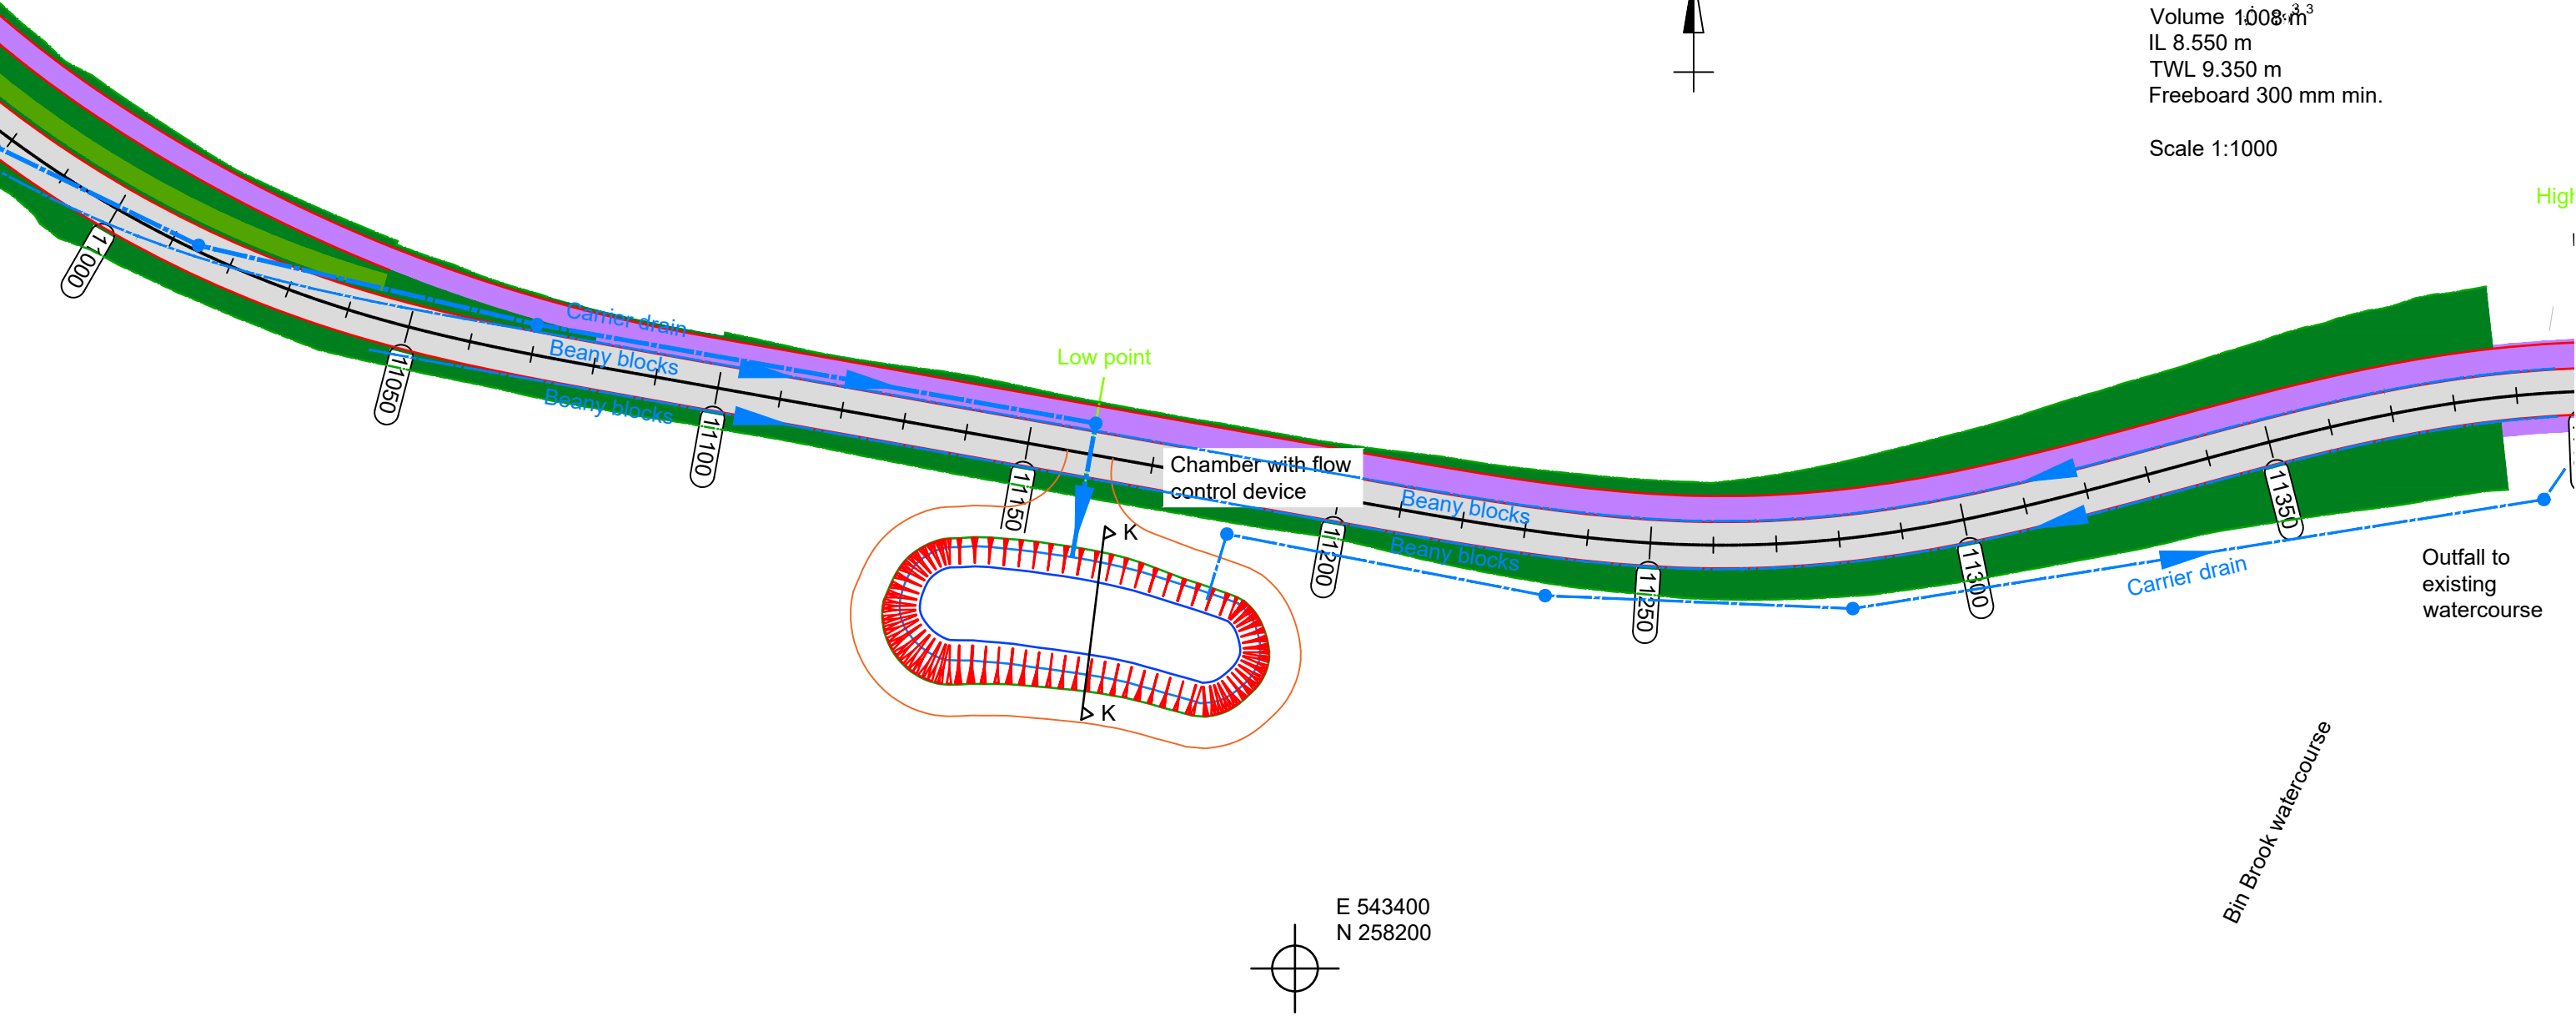 Volume 1008 m³
IL 8.550 m
TWL 9.350 m
Freeboard 300 mm min.
Scale 1:1000
High
Carrier drain
Beany blocks
Beany blocks
Low point
Chamber with flow
control device
Beany blocks
Beany blocks
Carrier drain
Outfall to
existing
watercourse
11000
11050
11100
11150
11200
11250
11300
11350
K
K
Bin Brook watercourse
E 543400
N 258200